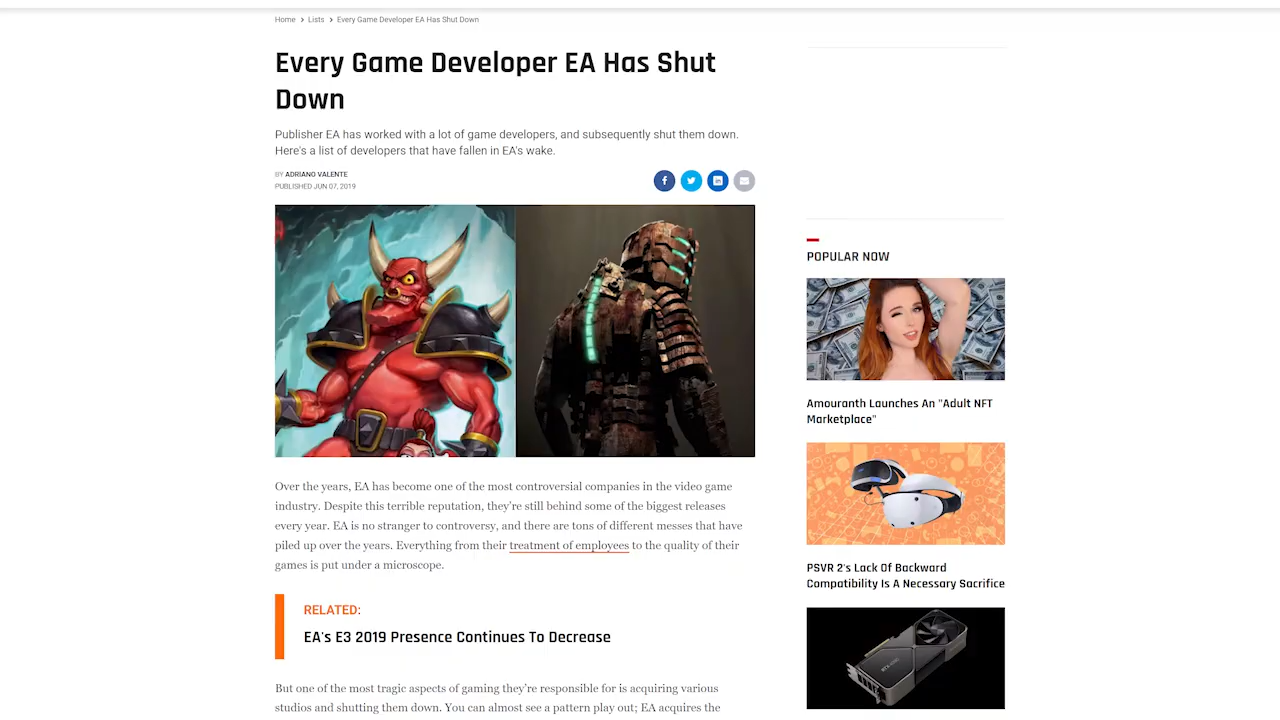 Home > Lists > Every Game Developer EA Has Shut Down
Every Game Developer EA Has Shut
Down
Publisher EA has worked with a lot of game developers, and subsequently shut them down.
Here's a list of developers that have fallen in EA's wake.
BY ADRIANO VALENTE
PUBLISHED JUN 07, 2019
Over the years, EA has become one of the most controversial companies in the video game
industry. Despite this terrible reputation, they're still behind some of the biggest releases
every year. EA is no stranger to controversy, and there are tons of different messes that have
piled up over the years. Everything from their treatment of employees to the quality of their
games is put under a microscope.
RELATED:
EA's E3 2019 Presence Continues To Decrease
But one of the most tragic aspects of gaming they're responsible for is acquiring various
studios and shutting them down. You can almost see a pattern play out; EA acquires the
POPULAR NOW
Amouranth Launches An "Adult NFT
Marketplace"
PSVR 2's Lack Of Backward
Compatibility Is A Necessary Sacrifice